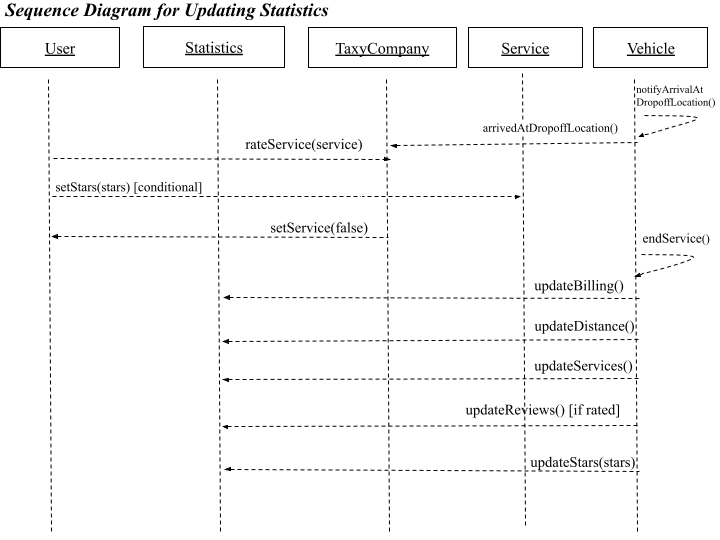 Sequence Diagram for Updating Statistics
User
Statistics
TaxyCompany
Service
Vehicle
notifyArrivalAt
DropoffLocation()
arrivedAtDropoffLocation()
rateService(service)
setStars(stars) [conditional]
setService(false)
endService()
updateBilling()
updateDistance()
updateServices()
updateReviews() [if rated]
updateStars(stars)